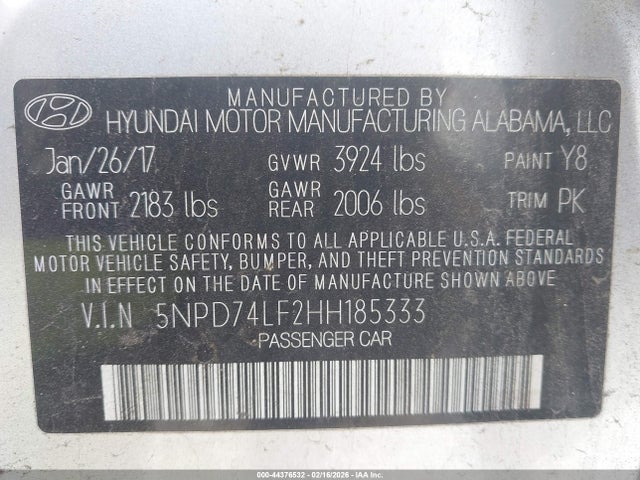 MANUFACTURED BY
HYUNDAI MOTOR MANUFACTURING ALABAMA, LLC
Jan/26/17 GVWR 3924 lbs PAINT Y8
GAWR FRONT 2183 lbs GAWR REAR 2006 lbs TRIM PK
THIS VEHICLE CONFORMS TO ALL APPLICABLE U.S.A. FEDERAL
MOTOR VEHICLE SAFETY, BUMPER, AND THEFT PREVENTION STANDARDS
IN EFFECT ON THE DATE OF MANUFACTURE SHOWN ABOVE
V.I.N 5NPD74LF2HH185333
PASSENGER CAR
000-44376532 - 02/16/2026 - © COPYRIGHT IAA, INC.